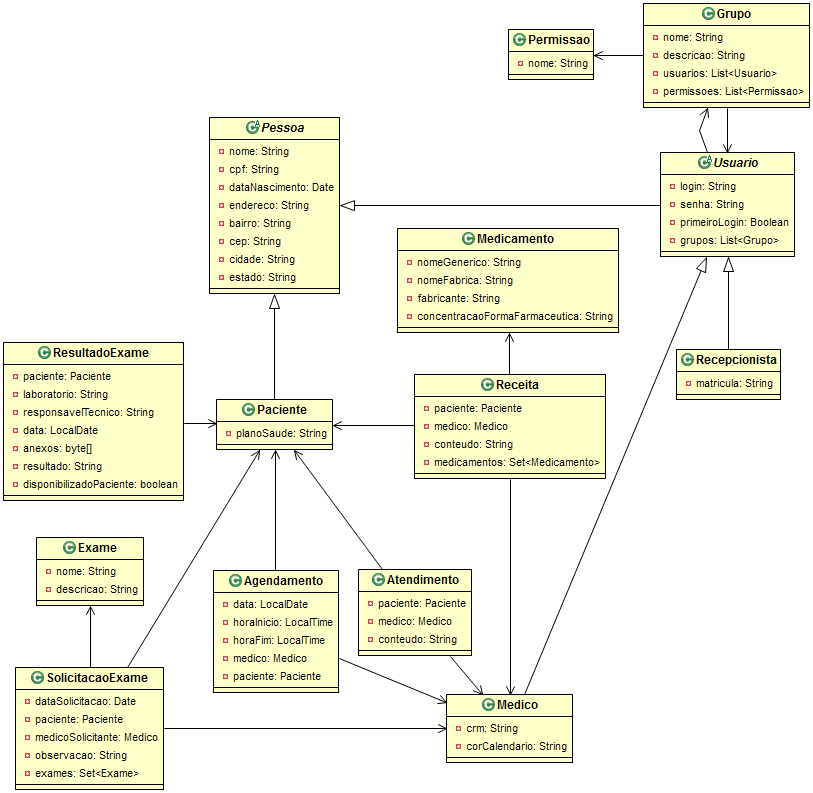 Grupo
nome: String
descricao: String
usuarios: List<Usuario>
permissoes: List<Permissao>
Permissao
nome: String
Pessoa
nome: String
cpf: String
dataNascimento: Date
endereco: String
bairro: String
cep: String
cidade: String
estado: String
Usuario
login: String
senha: String
primeiroLogin: Boolean
grupos: List<Grupo>
Medicamento
nomeGenerico: String
nomeFabrica: String
fabricante: String
concentracaoFormaFarmaceutica: String
ResultadoExame
paciente: Paciente
laboratorio: String
responsavelTecnico: String
data: LocalDate
anexos: byte[]
resultado: String
disponibilizadoPaciente: boolean
Paciente
planoSaude: String
Receita
paciente: Paciente
medico: Medico
conteudo: String
medicamentos: Set<Medicamento>
Recepcionista
matricula: String
Exame
nome: String
descricao: String
Agendamento
data: LocalDate
horaInicio: LocalTime
horaFim: LocalTime
medico: Medico
paciente: Paciente
Atendimento
paciente: Paciente
medico: Medico
conteudo: String
SolicitacaoExame
dataSolicitacao: Date
paciente: Paciente
medicoSolicitante: Medico
observacao: String
exames: Set<Exame>
Medico
crm: String
corCalendario: String